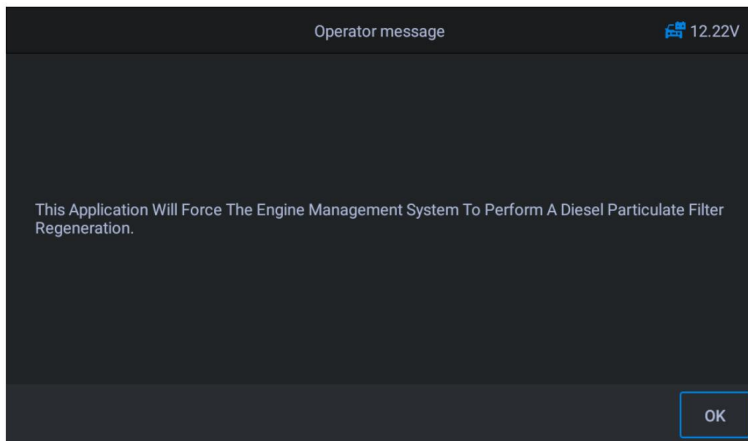 Operator message
12.22V
This Application Will Force The Engine Management System To Perform A Diesel Particulate Filter
Regeneration.
OK